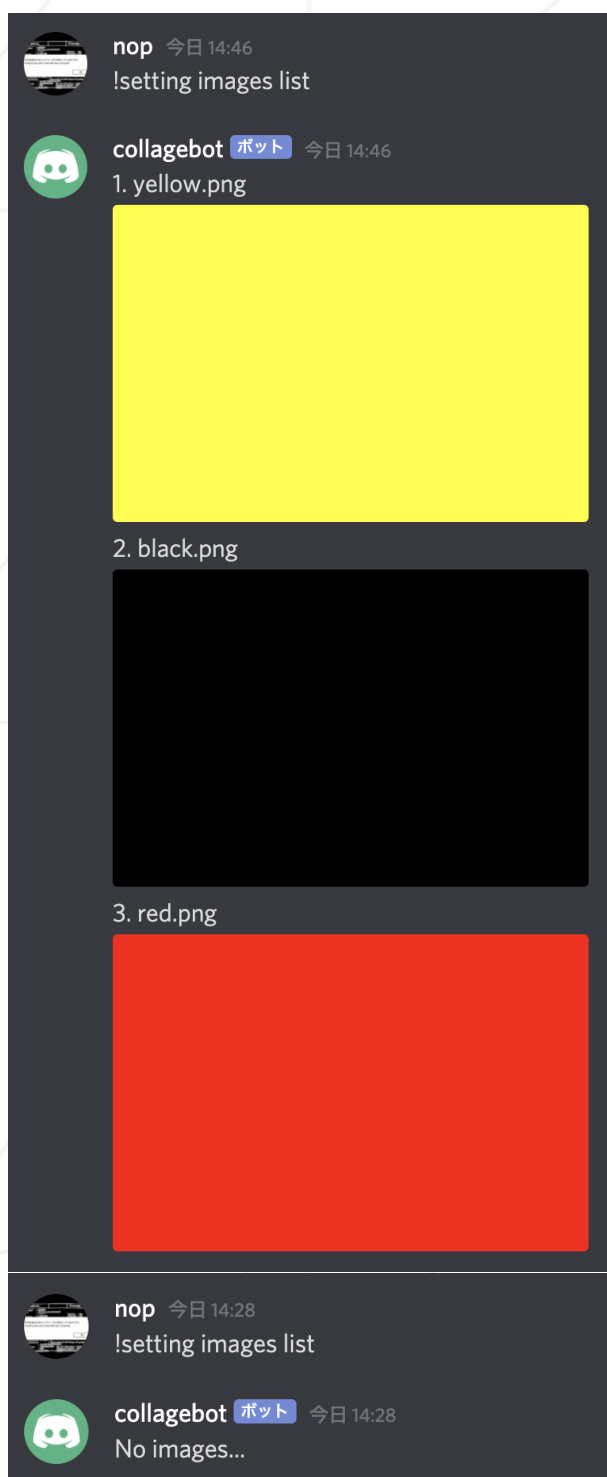 nop 今日 14:46
!setting images list
collagebot ボット 今日 14:46
1. yellow.png
2. black.png
3. red.png
nop 今日 14:28
!setting images list
collagebot ボット 今日 14:28
No images...